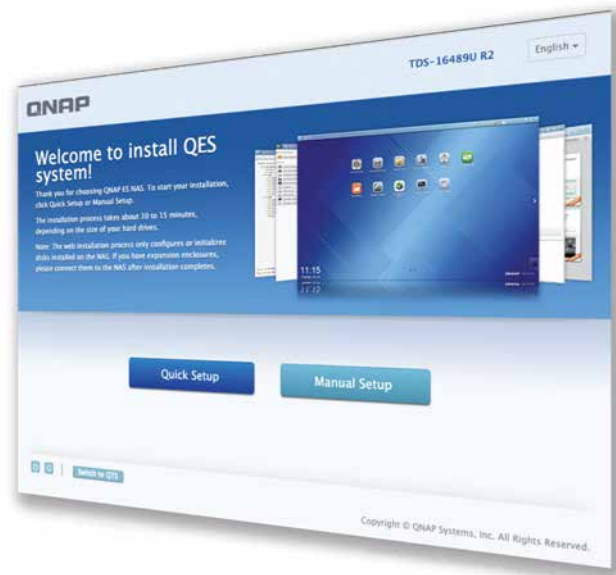 TDS-16489U R2
English
QNAP
Welcome to install QES
system!
Thank you for choosing QNAP ES NAS. To start your installation,
click Quick Setup or Manual Setup.
The installation process takes about 10 to 15 minutes,
depending on the size of your hard drives.
Note: The web installation process only configures or initializes
disks installed on the NAS. If you have expansion enclosures,
please connect them to the NAS after installation completes.
11:15
Quick Setup
Manual Setup
Switch to QTS
Copyright © QNAP Systems, Inc. All Rights Reserved.